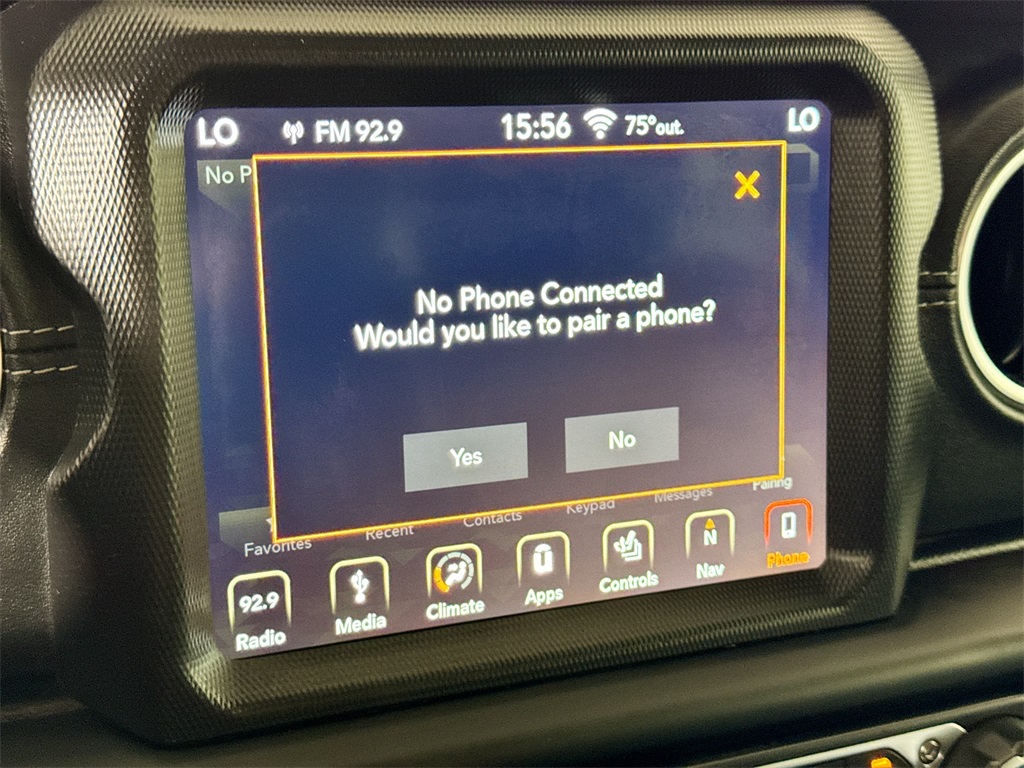 LO FM 92.9 15:56 75°out. LO
No P
No Phone Connected
Would you like to pair a phone?
Yes No
Favorites Recent Contacts Keypad Messages Pairing
92.9 N
Radio Media Climate Apps Controls Nav Phone